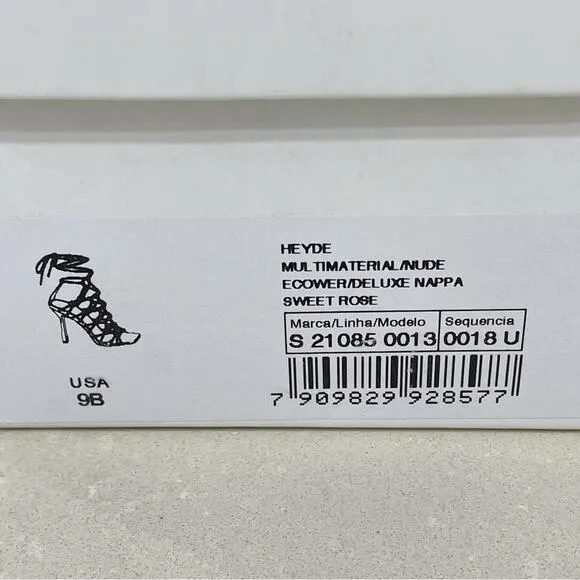 HEYDE
MULTIMATERIAL/NUDE
ECOWER/DELUXE NAPPA
SWEET ROSE
Marca/Linha/Modelo Sequencia
S 21085 0013 0018 U
7 909829 928577
USA
9B